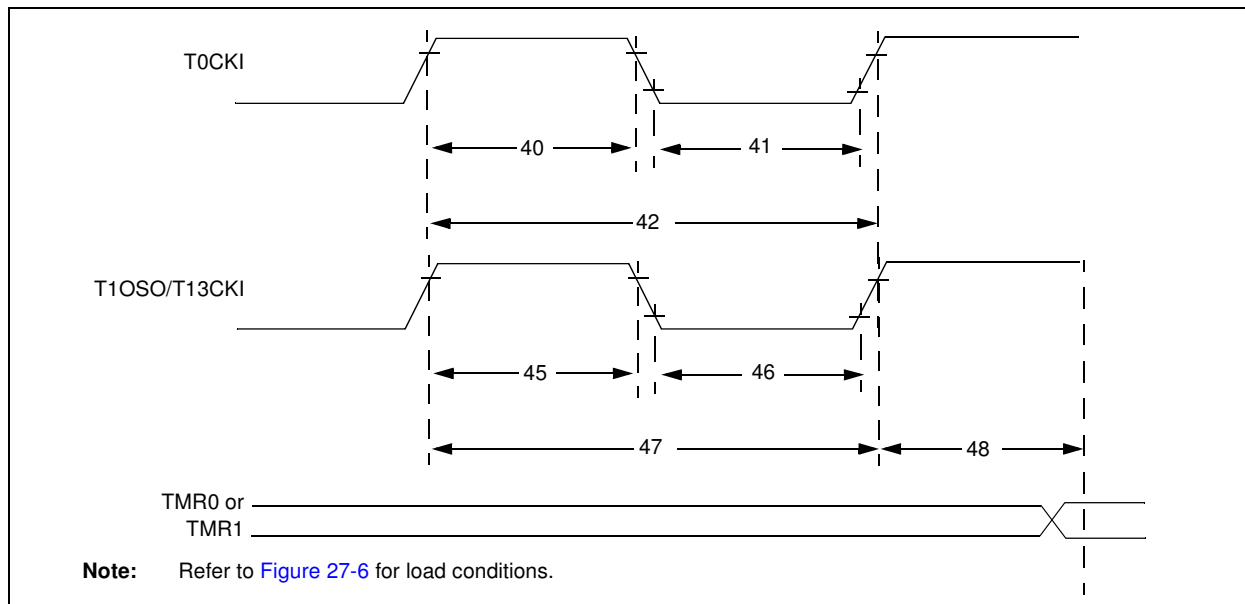 T0CKI
40
41
42
T1OSO/T13CKI
45
46
47
48
TMR0 or
TMR1
Note: Refer to Figure 27-6 for load conditions.